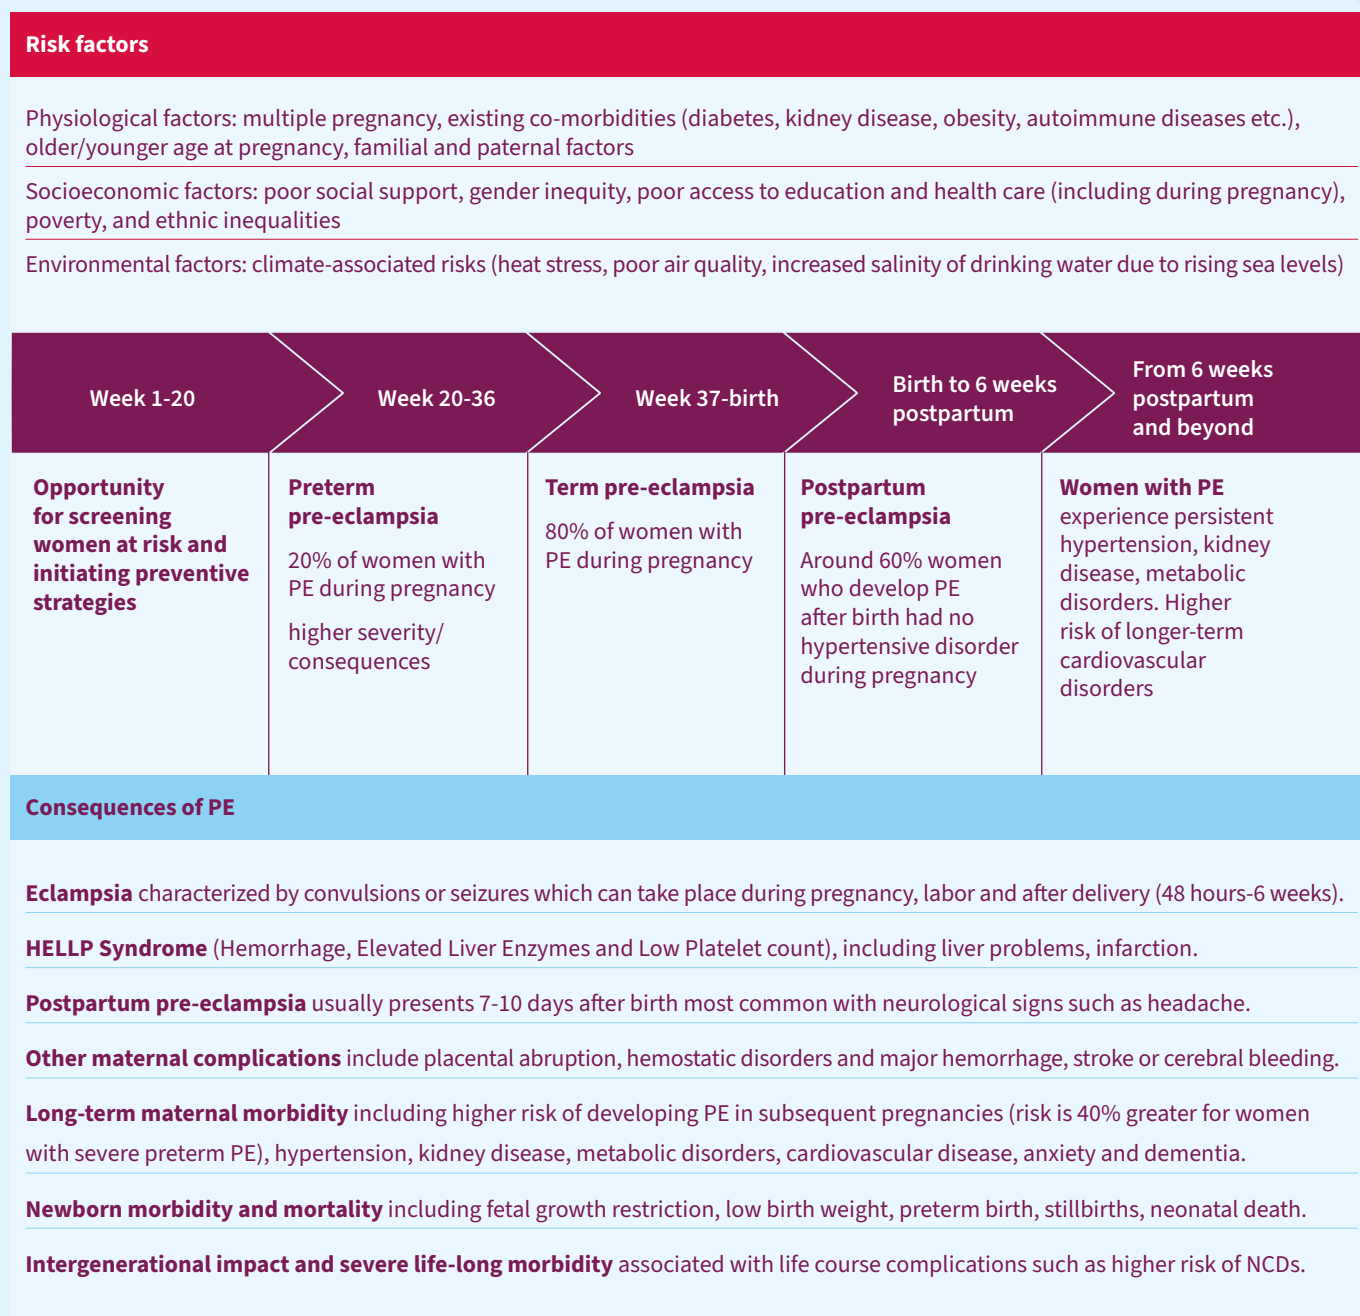 Risk factors
Physiological factors: multiple pregnancy, existing co-morbidities (diabetes, kidney disease, obesity, autoimmune diseases etc.),
older/younger age at pregnancy, familial and paternal factors
Socioeconomic factors: poor social support, gender inequity, poor access to education and health care (including during pregnancy),
poverty, and ethnic inequalities
Environmental factors: climate-associated risks (heat stress, poor air quality, increased salinity of drinking water due to rising sea levels)
Week 1-20
Week 20-36
Week 37-birth
Birth to 6 weeks
postpartum
From 6 weeks
postpartum
and beyond
Opportunity
for screening
women at risk and
initiating preventive
strategies
Preterm
pre-eclampsia
20% of women with
PE during pregnancy
higher severity/
consequences
Term pre-eclampsia
80% of women with
PE during pregnancy
Postpartum
pre-eclampsia
Around 60% women
who develop PE
after birth had no
hypertensive disorder
during pregnancy
Women with PE
experience persistent
hypertension, kidney
disease, metabolic
disorders. Higher
risk of longer-term
cardiovascular
disorders
Consequences of PE
Eclampsia characterized by convulsions or seizures which can take place during pregnancy, labor and after delivery (48 hours-6 weeks).
HELLP Syndrome (Hemorrhage, Elevated Liver Enzymes and Low Platelet count), including liver problems, infarction.
Postpartum pre-eclampsia usually presents 7-10 days after birth most common with neurological signs such as headache.
Other maternal complications include placental abruption, hemostatic disorders and major hemorrhage, stroke or cerebral bleeding.
Long-term maternal morbidity including higher risk of developing PE in subsequent pregnancies (risk is 40% greater for women
with severe preterm PE), hypertension, kidney disease, metabolic disorders, cardiovascular disease, anxiety and dementia.
Newborn morbidity and mortality including fetal growth restriction, low birth weight, preterm birth, stillbirths, neonatal death.
Intergenerational impact and severe life-long morbidity associated with life course complications such as higher risk of NCDs.